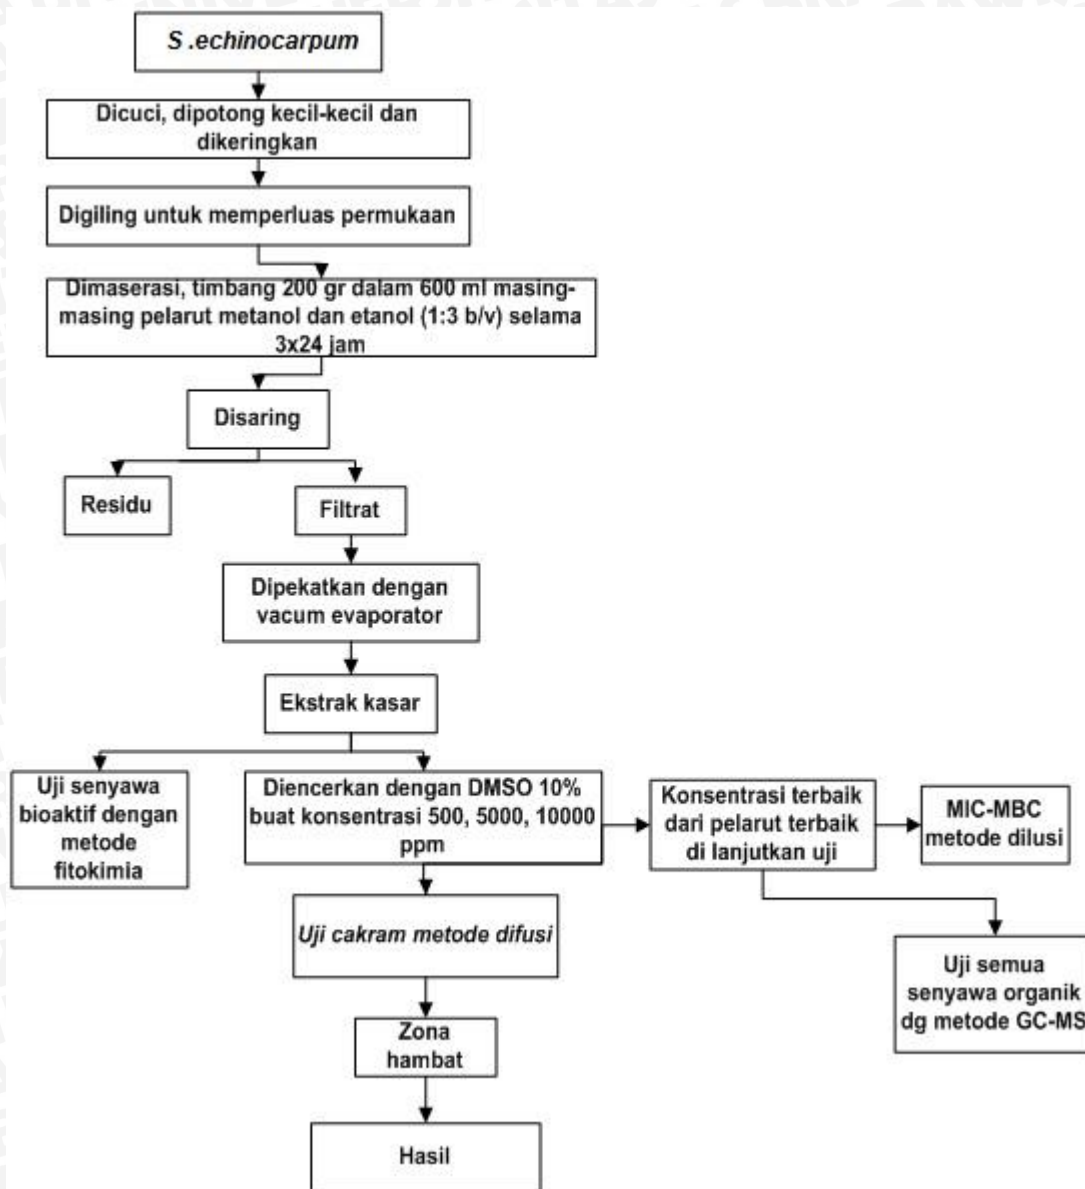 S .echinocarpum
Dicuci, dipotong kecil-kecil dan
dikeringkan
Digiling untuk memperluas permukaan
Dimaserasi, timbang 200 gr dalam 600 ml masing-
masing pelarut metanol dan etanol (1:3 b/v) selama
3x24 jam
Disaring
Residu
Filtrat
Dipekatkan dengan
vacum evaporator
Ekstrak kasar
Uji senyawa
bioaktif dengan
metode
fitokimia
Diencerkan dengan DMSO 10%
buat konsentrasi 500, 5000, 10000
ppm
Konsentrasi terbaik
dari pelarut terbaik
di lanjutkan uji
MIC-MBC
metode dilusi
Uji cakram metode difusi
Uji semua
senyawa organik
dg metode GC-MS
Zona
hambat
Hasil